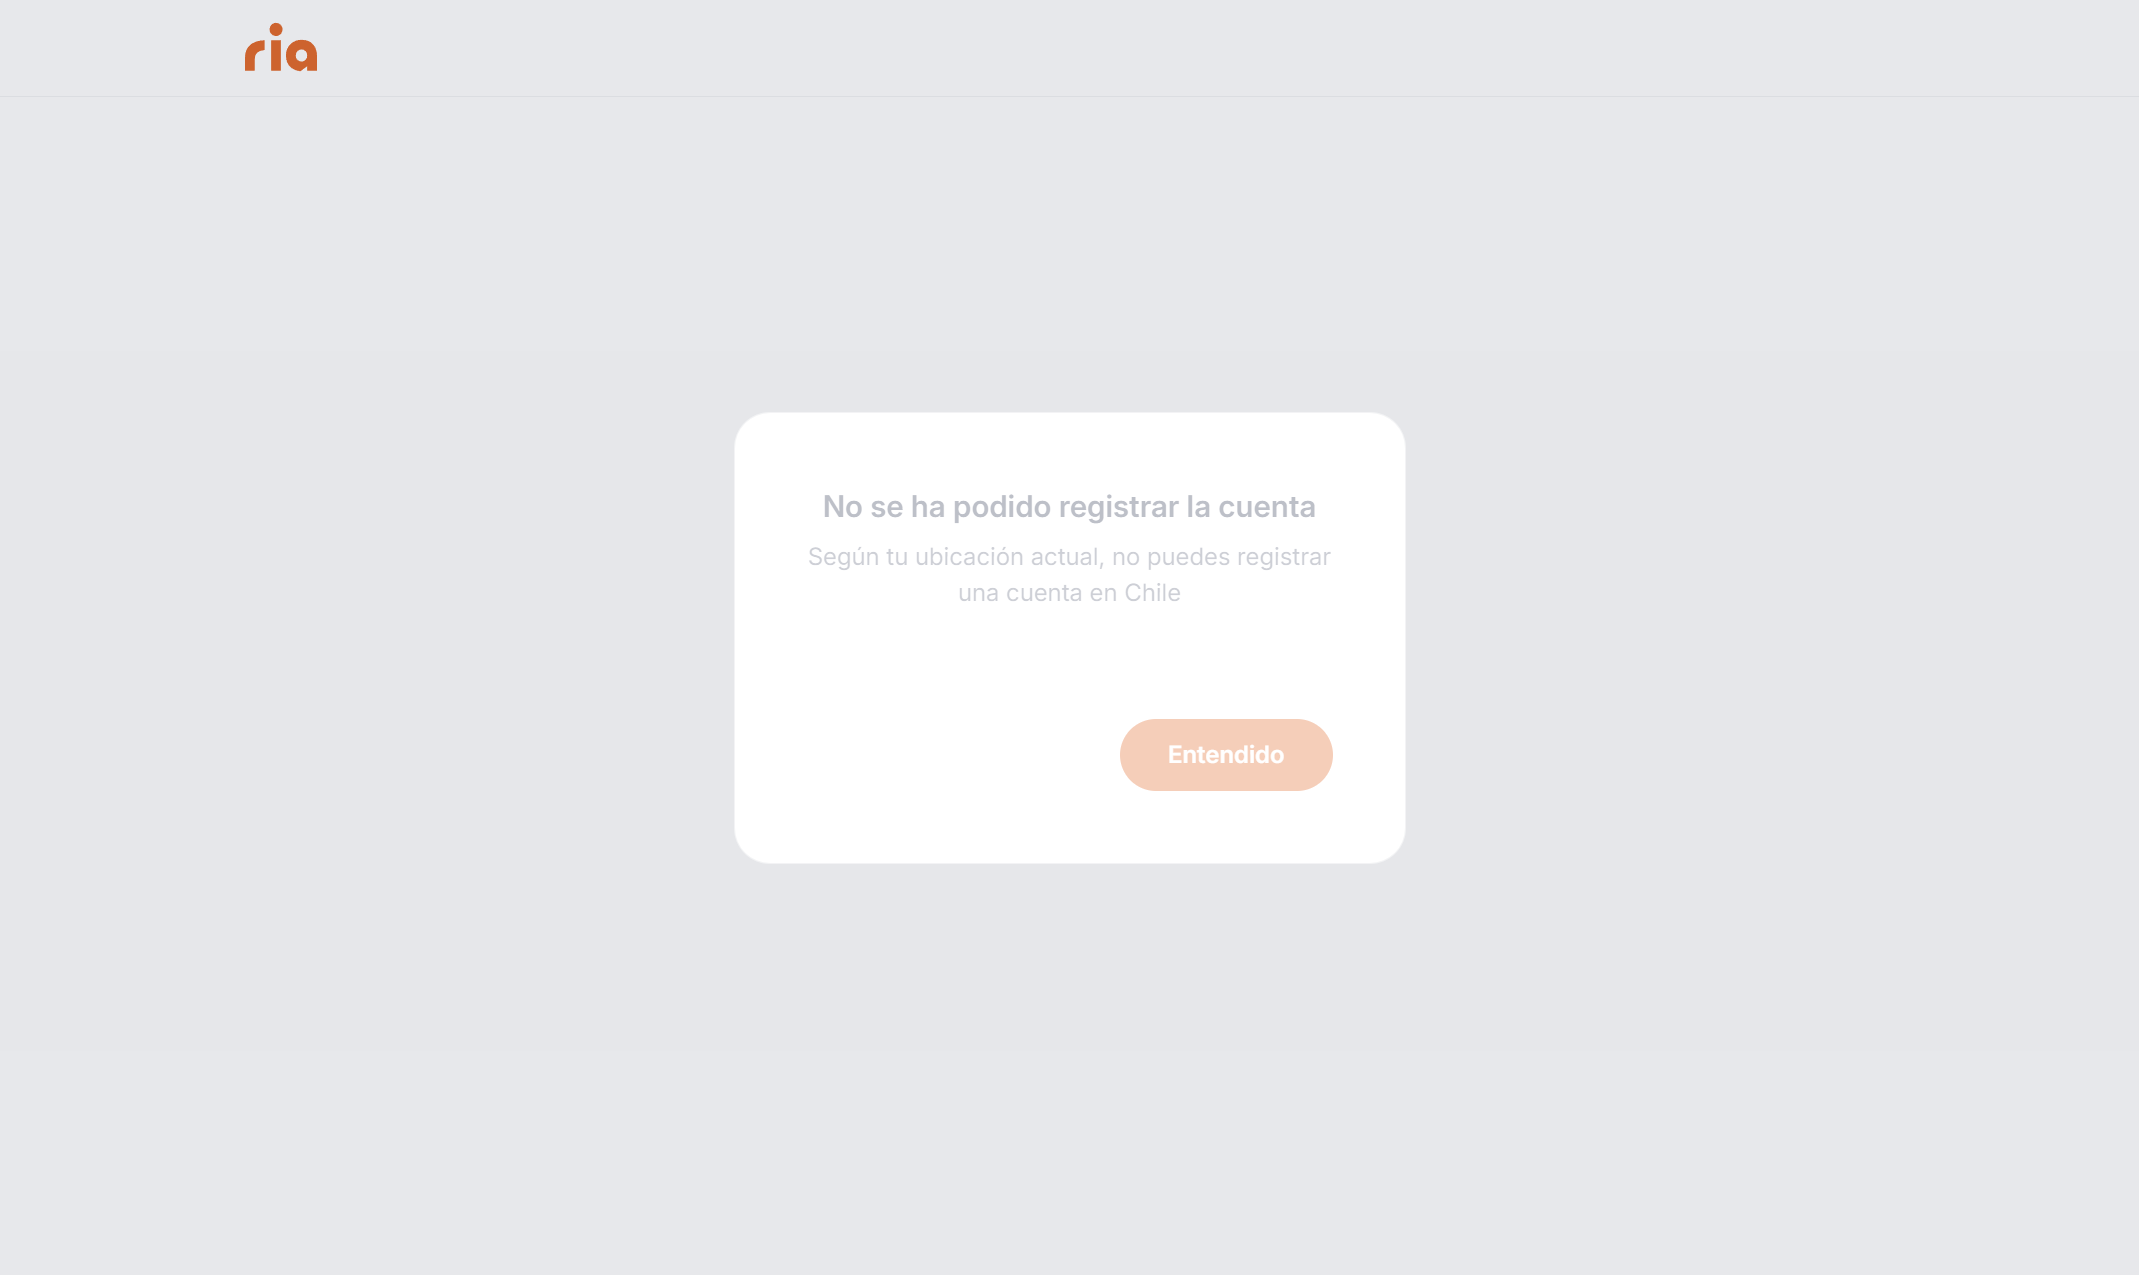 ria
No se ha podido registrar la cuenta
Según tu ubicación actual, no puedes registrar
una cuenta en Chile
Entendido